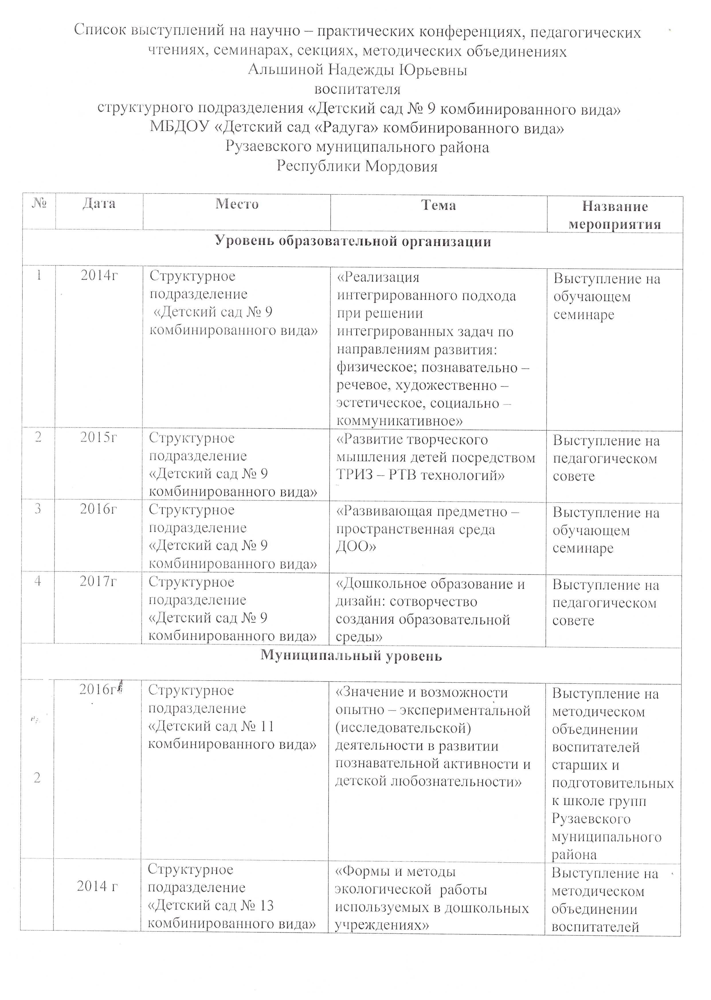 Список выступлений на научно – практических конференциях, педагогических
чтениях, семинарах, секциях, методических объединениях
Альшиной Надежды Юрьевны
воспитателя
структурного подразделения «Детский сад № 9 комбинированного вида»
МБДОУ «Детский сад «Радуга» комбинированного вида»
Рузаевского муниципального района
Республики Мордовия
№
Дата
Место
Тема
Название
мероприятия
Уровень образовательной организации
1
2014г
Структурное
подразделение
«Детский сад № 9
комбинированного вида»
«Реализация
интегрированного подхода
при решении
интегрированных задач по
направлениям развития:
физическое; познавательно –
речевое, художественно –
эстетическое, социально –
коммуникативное»
Выступление на
обучающем
семинаре
2
2015г
Структурное
подразделение
«Детский сад № 9
комбинированного вида»
«Развитие творческого
мышления детей посредством
ТРИЗ – РТВ технологий»
Выступление на
педагогическом
совете
3
2016г
Структурное
подразделение
«Детский сад № 9
комбинированного вида»
«Развивающая предметно –
пространственная среда
ДОО»
Выступление на
обучающем
семинаре
4
2017г
Структурное
подразделение
«Детский сад № 9
комбинированного вида»
«Дошкольное образование и
дизайн: сотворчество
создания образовательной
среды»
Выступление на
педагогическом
совете
Муниципальный уровень
2
2016г
Структурное
подразделение
«Детский сад № 11
комбинированного вида»
«Значение и возможности
опытно – экспериментальной
(исследовательской)
деятельности в развитии
познавательной активности и
детской любознательности»
Выступление на
методическом
объединении
воспитателей
старших и
подготовительных
к школе групп
Рузаевского
муниципального
района
2014 г
Структурное
подразделение
«Детский сад № 13
комбинированного вида»
«Формы и методы
экологической работы
используемых в дошкольных
учреждениях»
Выступление на
методическом
объединении
воспитателей